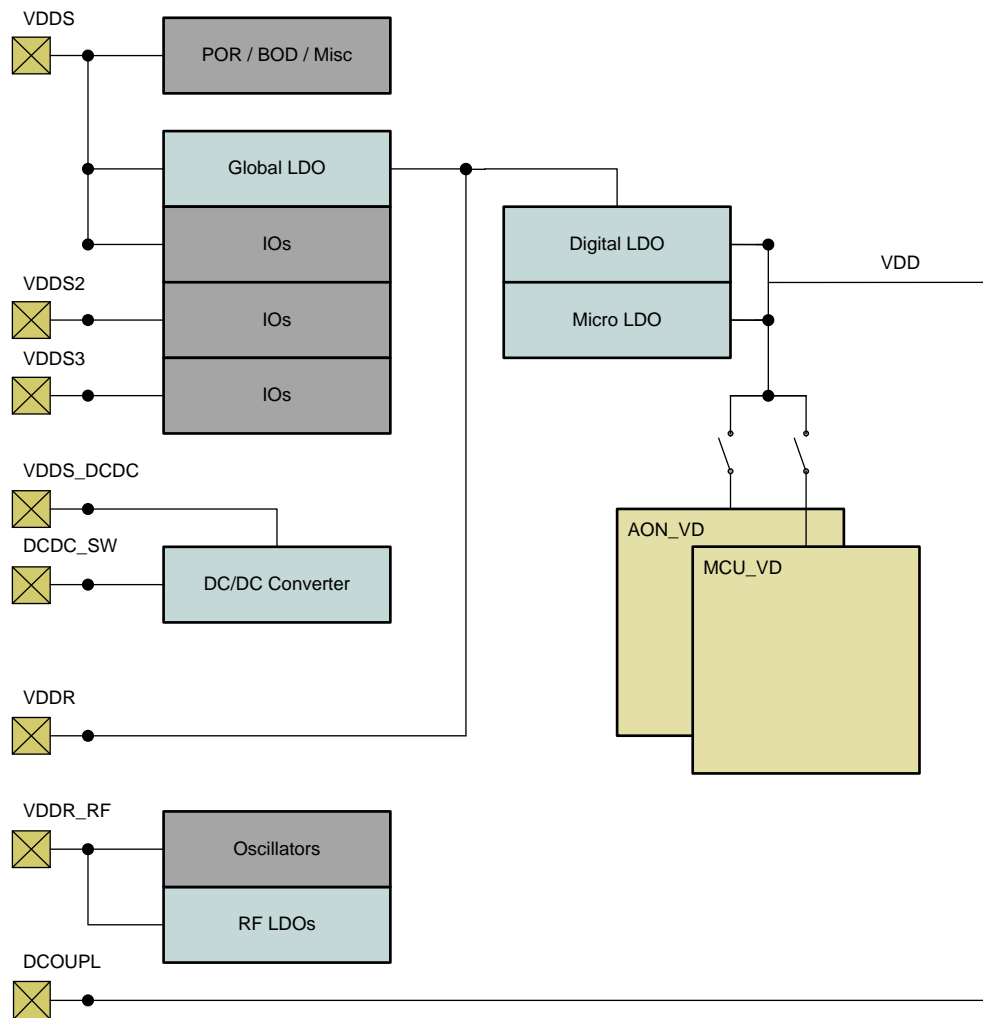 VDDS
POR / BOD / Misc
Global LDO
IOs
Digital LDO
VDD
VDDS2
IOs
Micro LDO
VDDS3
IOs
VDDS_DCDC
AON_VD
DCDC_SW
MCU_VD
DC/DC Converter
VDDR
VDDR_RF
Oscillators
RF LDOs
DCOUPL